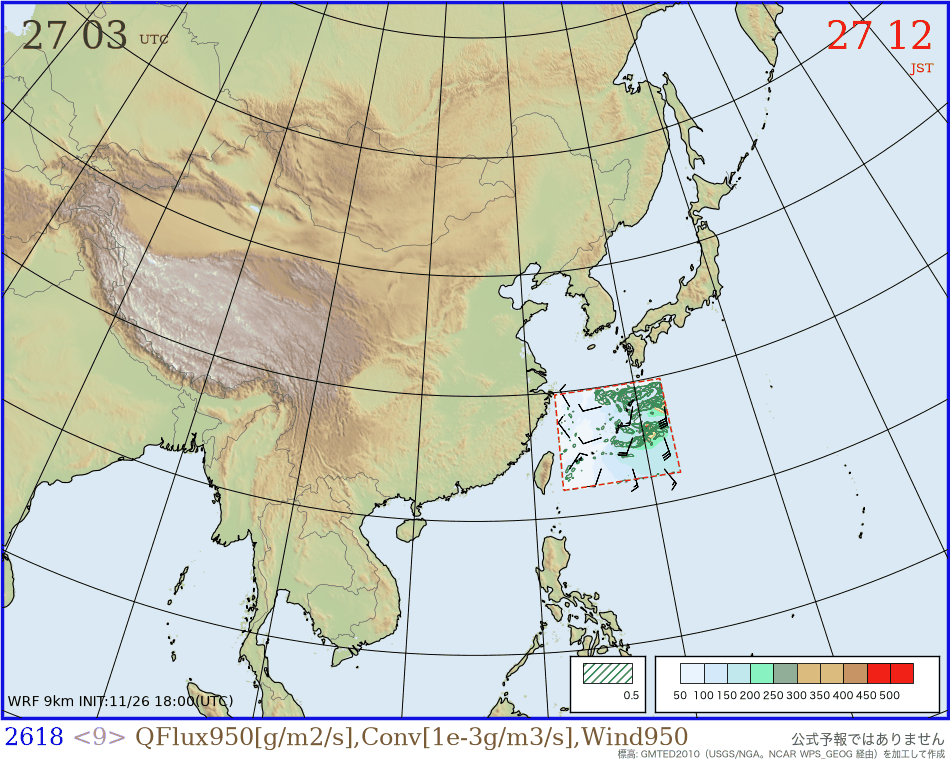 27 03 UTC
27 12 JST
WRF 9km INIT:11/26 18:00(UTC)
0.5
50 100 150 200 250 300 350 400 450 500
2618 <9> QFlux950[g/m2/s],Conv[1e-3g/m3/s],Wind950
公式予報ではありません
標高: GMTED2010（USGS/NGA。NCAR WPS_GEOG 経由）を加工して作成